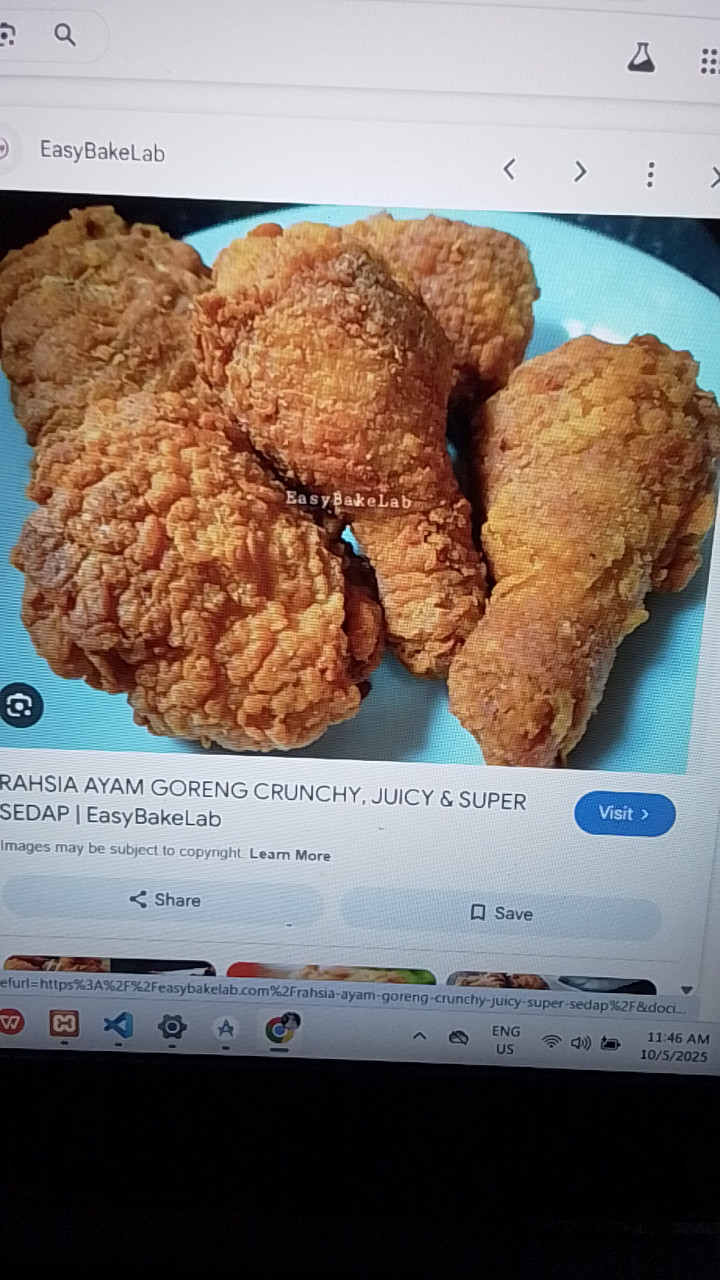 EasyBakeLab
EasyBakeLab
RAHSIA AYAM GORENG CRUNCHY, JUICY & SUPER
SEDAP | EasyBakeLab
Visit
Images may be subject to copyright. Learn More
Share
Save
efurl=https%3A%2F%2Feasybakelab.com%2Frahsia-ayam-goreng-crunchy-juicy-super-sedap%2F&doci...
ENG
US
11:46 AM
10/5/2025